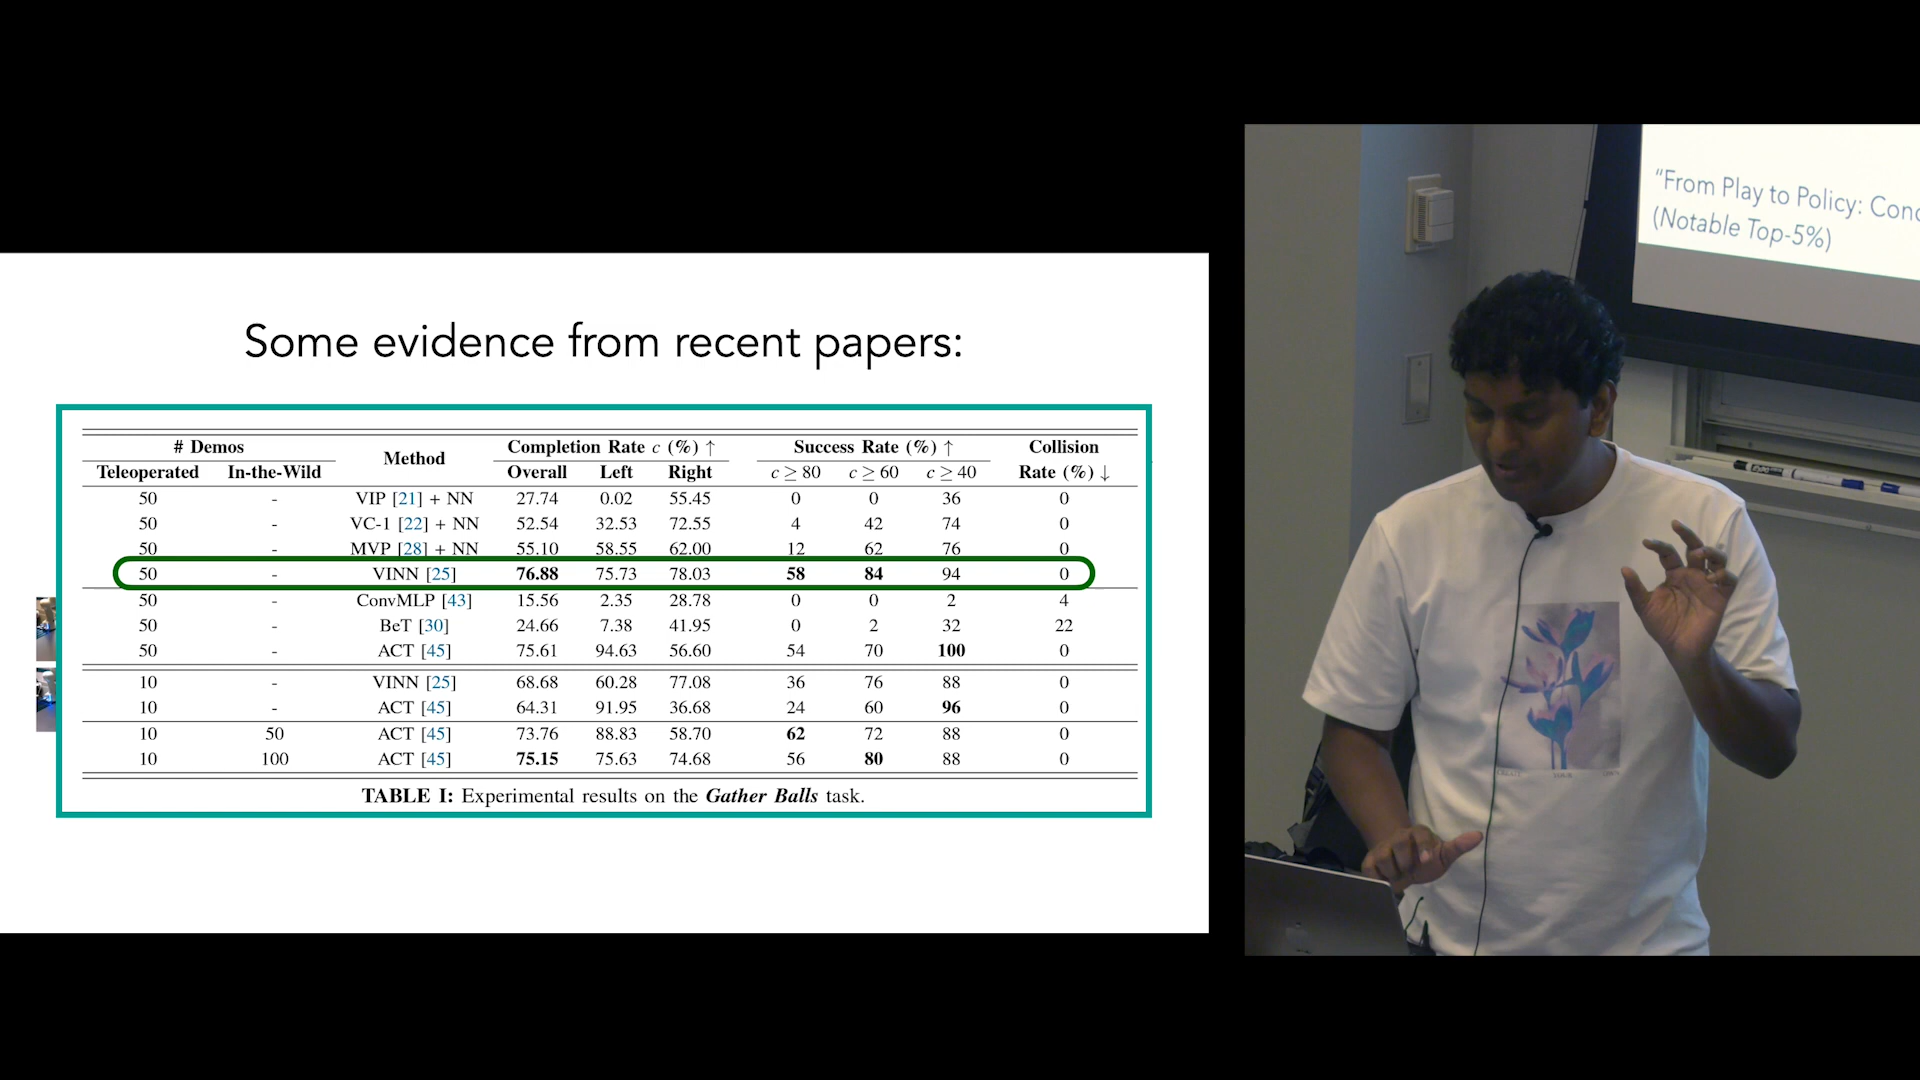 Some evidence from recent papers:
# Demos Method Completion Rate c (%) ↑ Success Rate (%) ↑ Collision
Teleoperated In-the-Wild Overall Left Right c ≥ 80 c ≥ 60 c ≥ 40 Rate (%) ↓
50 - VIP [21] + NN 27.74 0.02 55.45 0 0 36 0
50 - VC-1 [22] + NN 52.54 32.53 72.55 4 42 74 0
50 - MVP [28] + NN 55.10 58.55 62.00 12 62 76 0
50 - VINN [25] 76.88 75.73 78.03 58 84 94 0
50 - ConvMLP [43] 15.56 2.35 28.78 0 0 2 4
50 - BeT [30] 24.66 7.38 41.95 0 2 32 22
50 - ACT [45] 75.61 94.63 56.60 54 70 100 0
10 - VINN [25] 68.68 60.28 77.08 36 76 88 0
10 - ACT [45] 64.31 91.95 36.68 24 60 96 0
10 50 ACT [45] 73.76 88.83 58.70 62 72 88 0
10 100 ACT [45] 75.15 75.63 74.68 56 80 88 0
TABLE I: Experimental results on the Gather Balls task.
“From Play to Policy: Conc
(Notable Top-5%)
EXPO